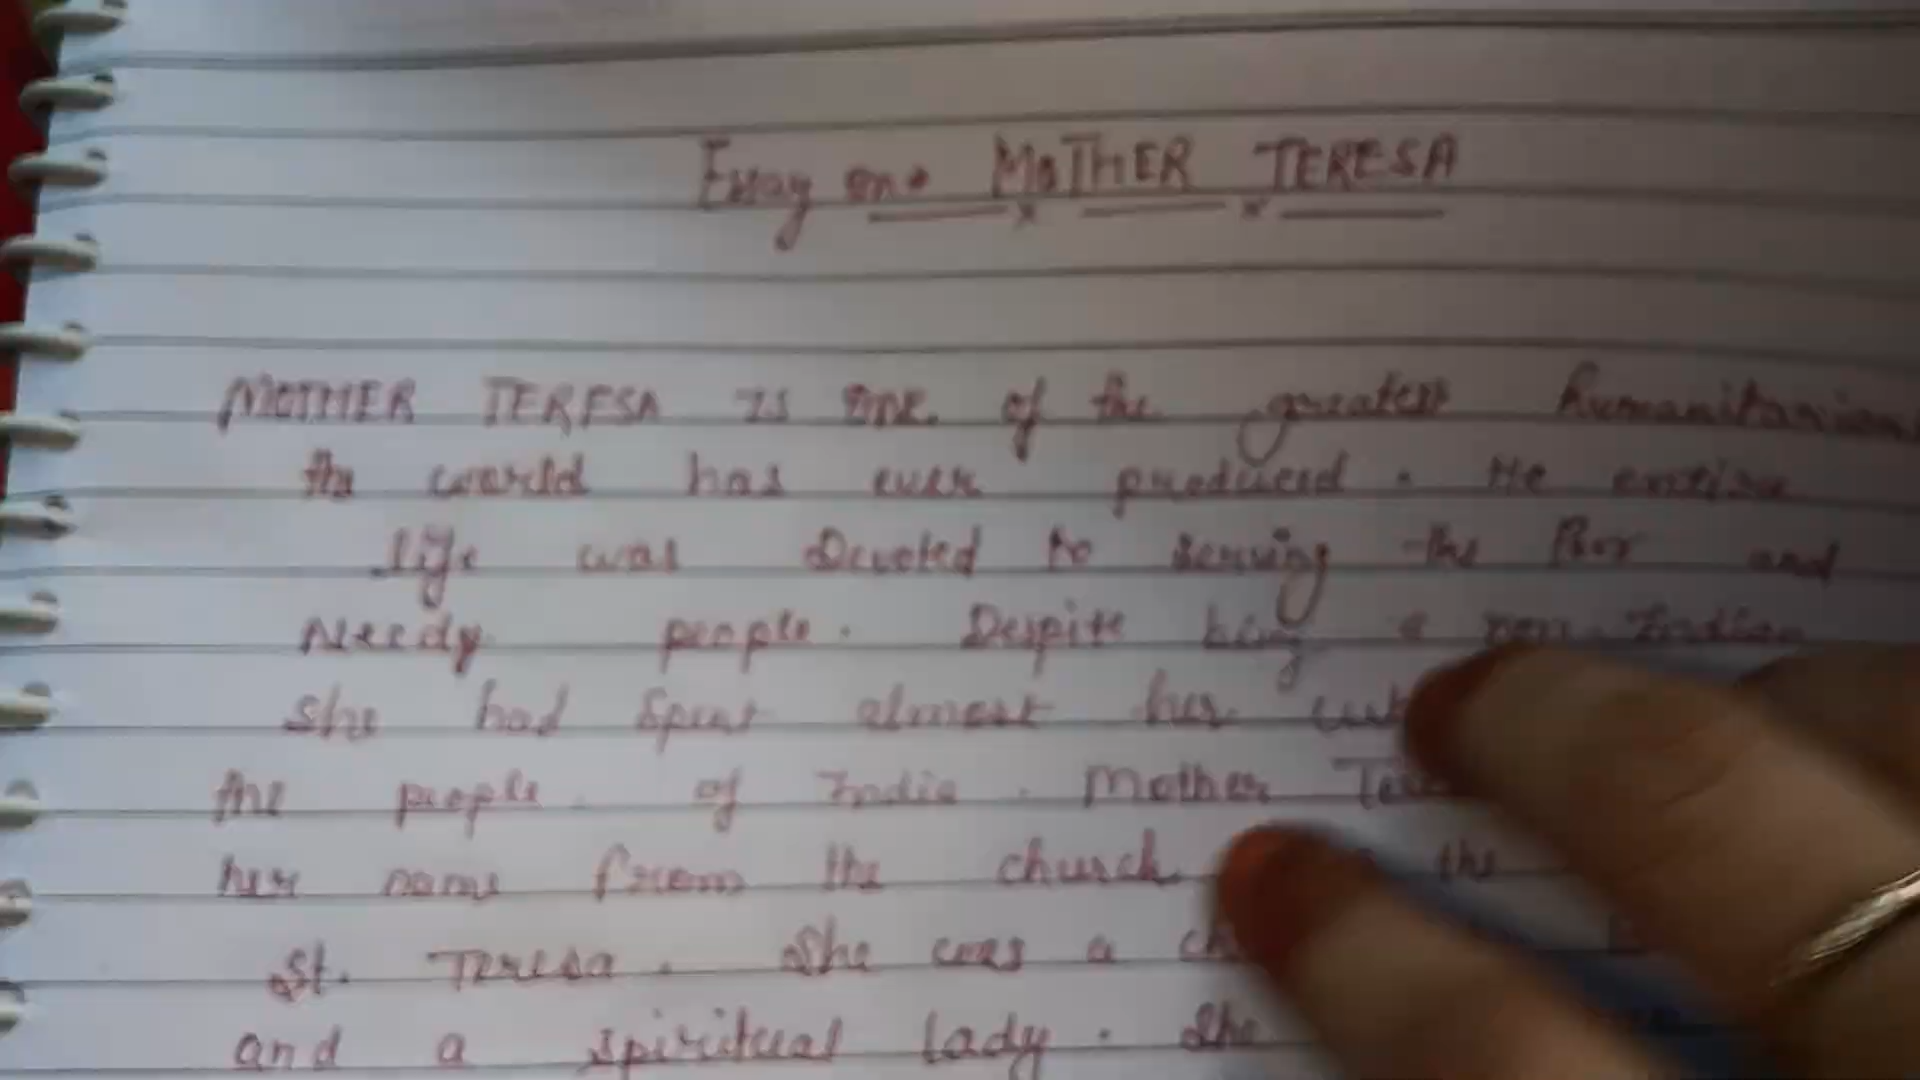 Essay on • MOTHER TERESA
MOTHER TERESA is one of the greatest humanitarians
the world has ever produced. He entire
life was Devoted to serving the Poor and
Needy people. Despite being a non-Indian
she had spent almost her
the people of India. Mother
her name from the church the
St. Teresa. She was a
and a spiritual lady. She